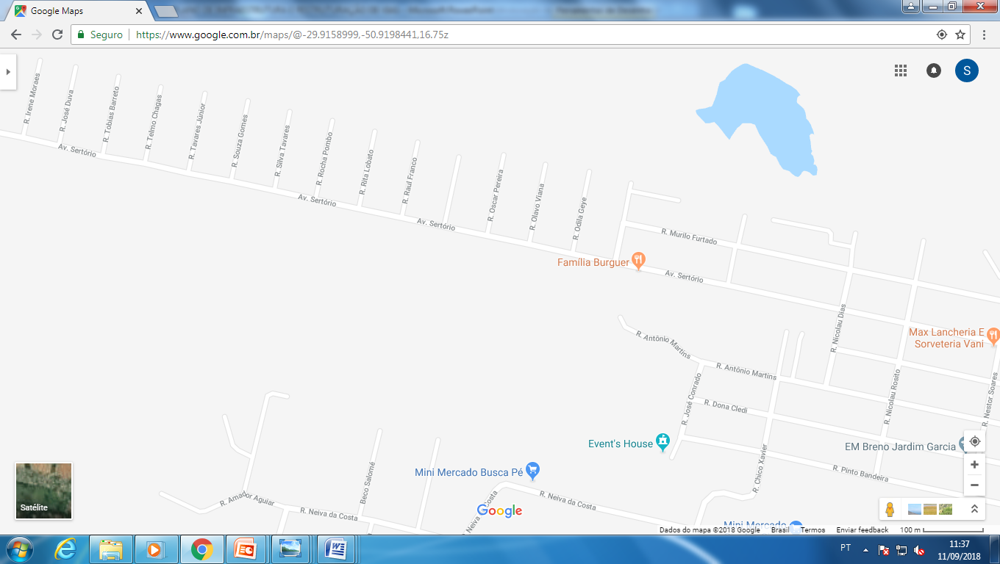 Google Maps
Seguro
https://www.google.com.br/maps/@-29.9158999,-50.9198441,16.75z
S
R. Irene Moraes
R. José Duva
R. Tobias Barreto
R. Telmo Chagas
R. Tavares Júnior
R. Souza Gomes
R. Silva Tavares
R. Rocha Pombo
R. Rita Lobato
R. Raul Franco
R. Oscar Pereira
R. Olavo Viana
R. Odila Geye
Av. Sertório
Av. Sertório
Av. Sertório
R. Murilo Furtado
Família Burguer
Av. Sertório
R. Nicolau Dias
Max Lancheria E
Sorveteria Vani
R. Antônio Martins
R. Antônio Martins
R. José Conrado
R. Dona Cledi
R. Nicolau Rosito
R. Nestor Soares
Event's House
EM Breno Jardim Garcia
R. Chico Xavier
R. Pinto Bandeira
Mini Mercado Busca Pé
Beco Salomé
R. Amador Aguiar
R. Neiva da Costa
R. Neiva da Costa
Neiva da Costa
Mini Mercado
Satélite
Google
Dados do mapa ©2018 Google Brasil Termos Enviar feedback 100 m
PT
11:37
11/09/2018